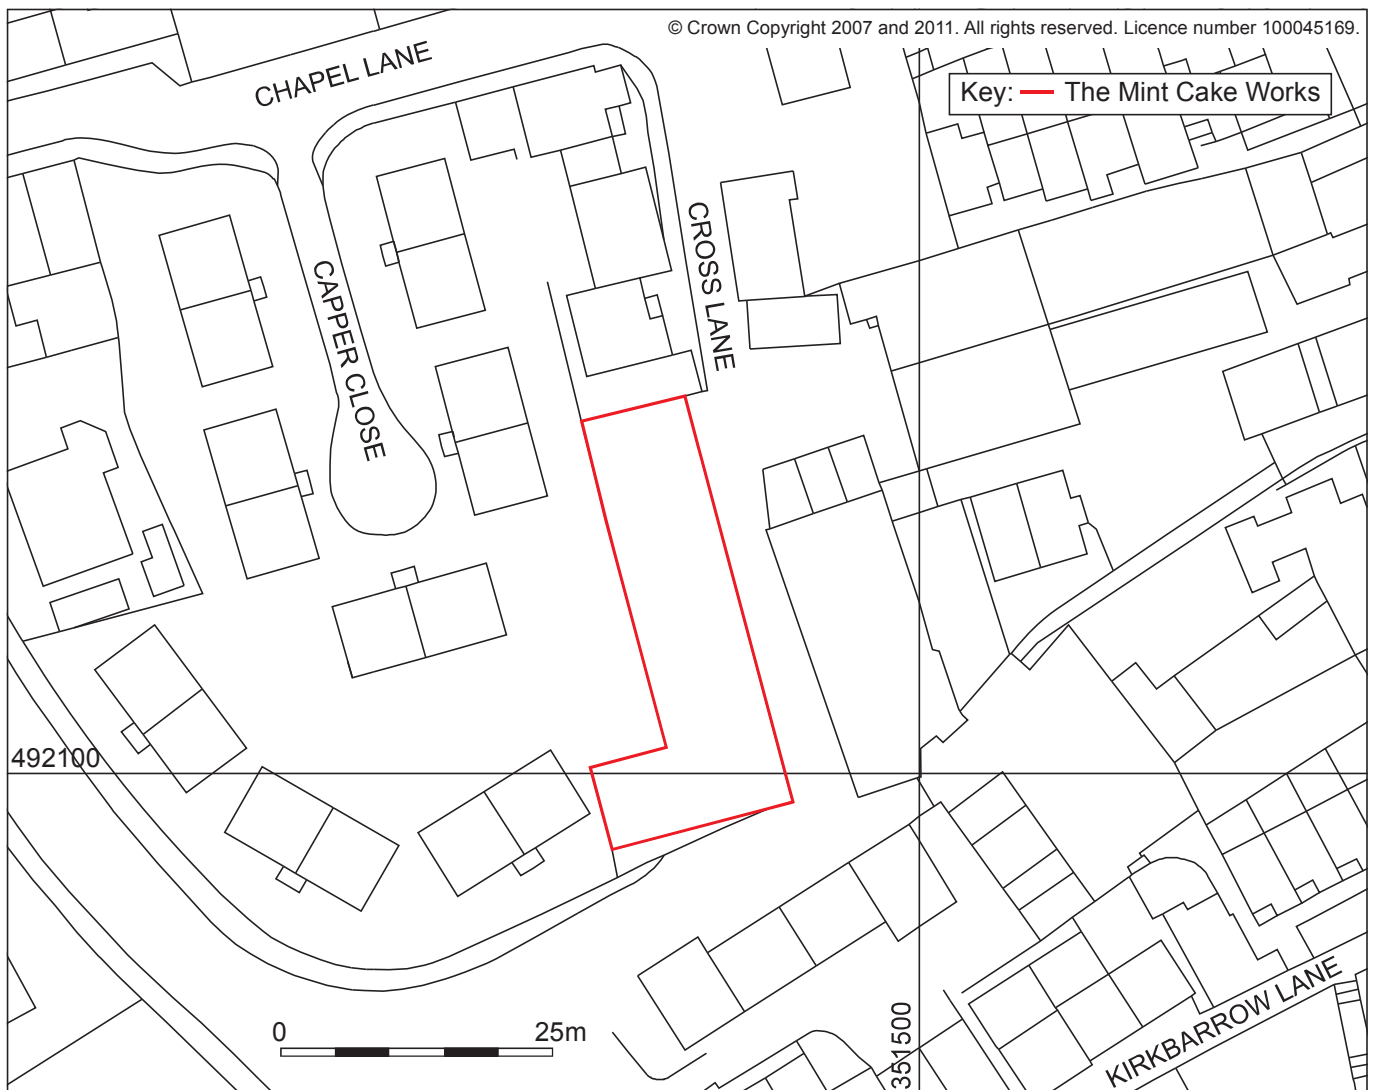 © Crown Copyright 2007 and 2011. All rights reserved. Licence number 100045169.
CHAPEL LANE
Key: The Mint Cake Works
CROSS LANE
CAPPER CLOSE
492100
0 25m
351500
KIRKBARROW LANE